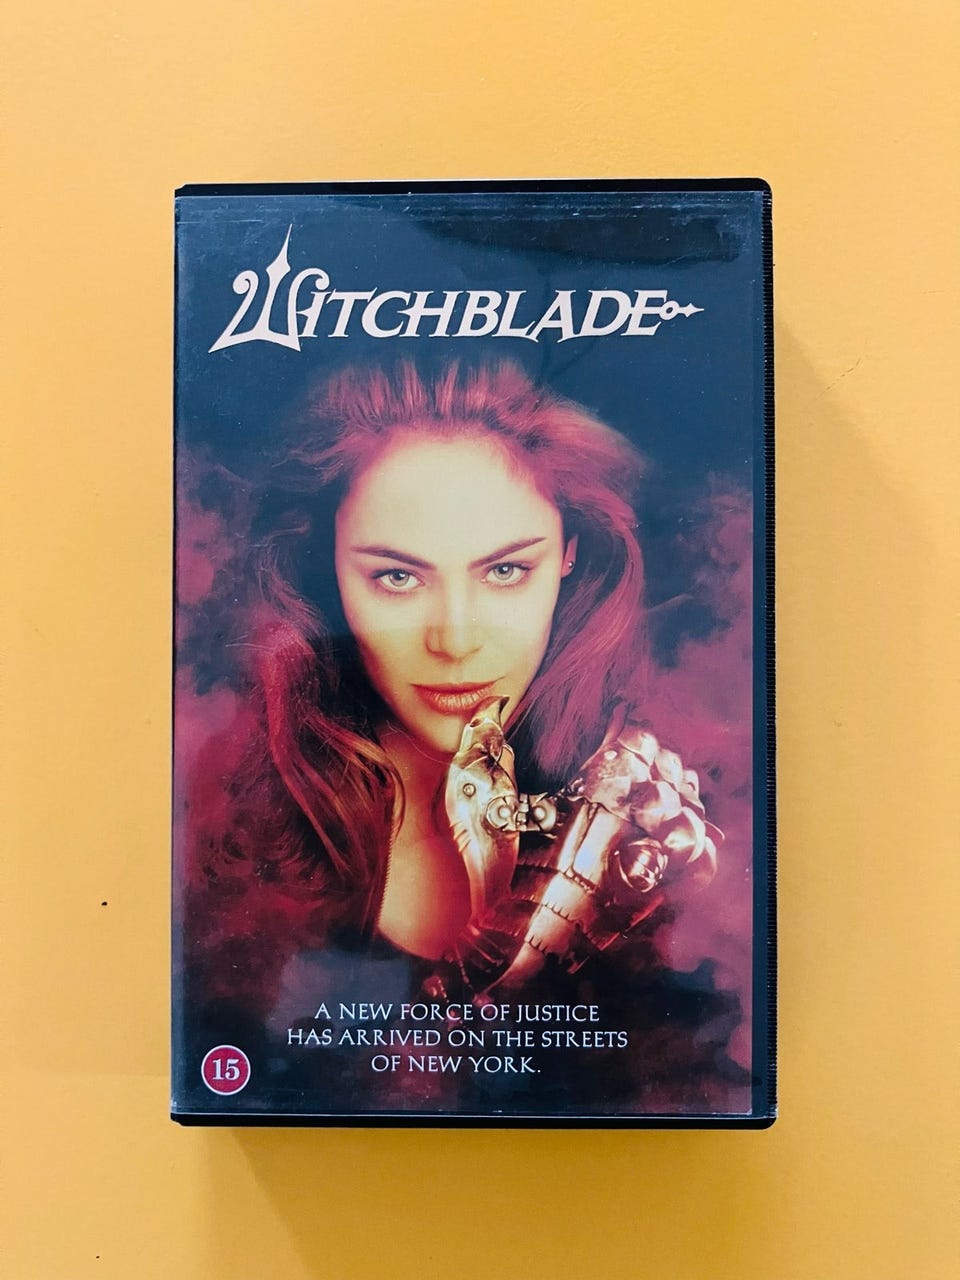 WITCHBLADE
A NEW FORCE OF JUSTICE
HAS ARRIVED ON THE STREETS
OF NEW YORK.
15